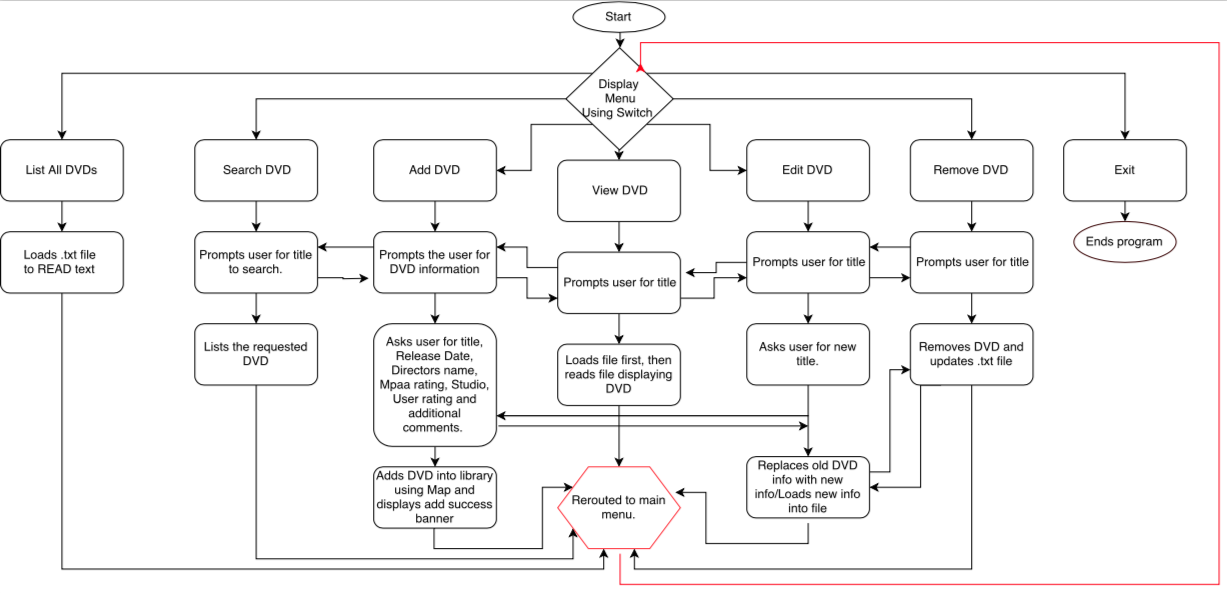 Start
Display
Menu
Using Switch
List All DVDs
Search DVD
Add DVD
View DVD
Edit DVD
Remove DVD
Exit
Loads .txt file
to READ text
Prompts user for title
to search.
Prompts the user for
DVD information
Prompts user for title
Prompts user for title
Prompts user for title
Ends program
Lists the requested
DVD
Asks user for title,
Release Date,
Directors name,
Mpaa rating, Studio,
User rating and
additional
comments.
Loads file first, then
reads file displaying
DVD
Asks user for new
title.
Removes DVD and
updates .txt file
Adds DVD into library
using Map and
displays add success
banner
Rerouted to main
menu.
Replaces old DVD
info with new
info/Loads new info
into file